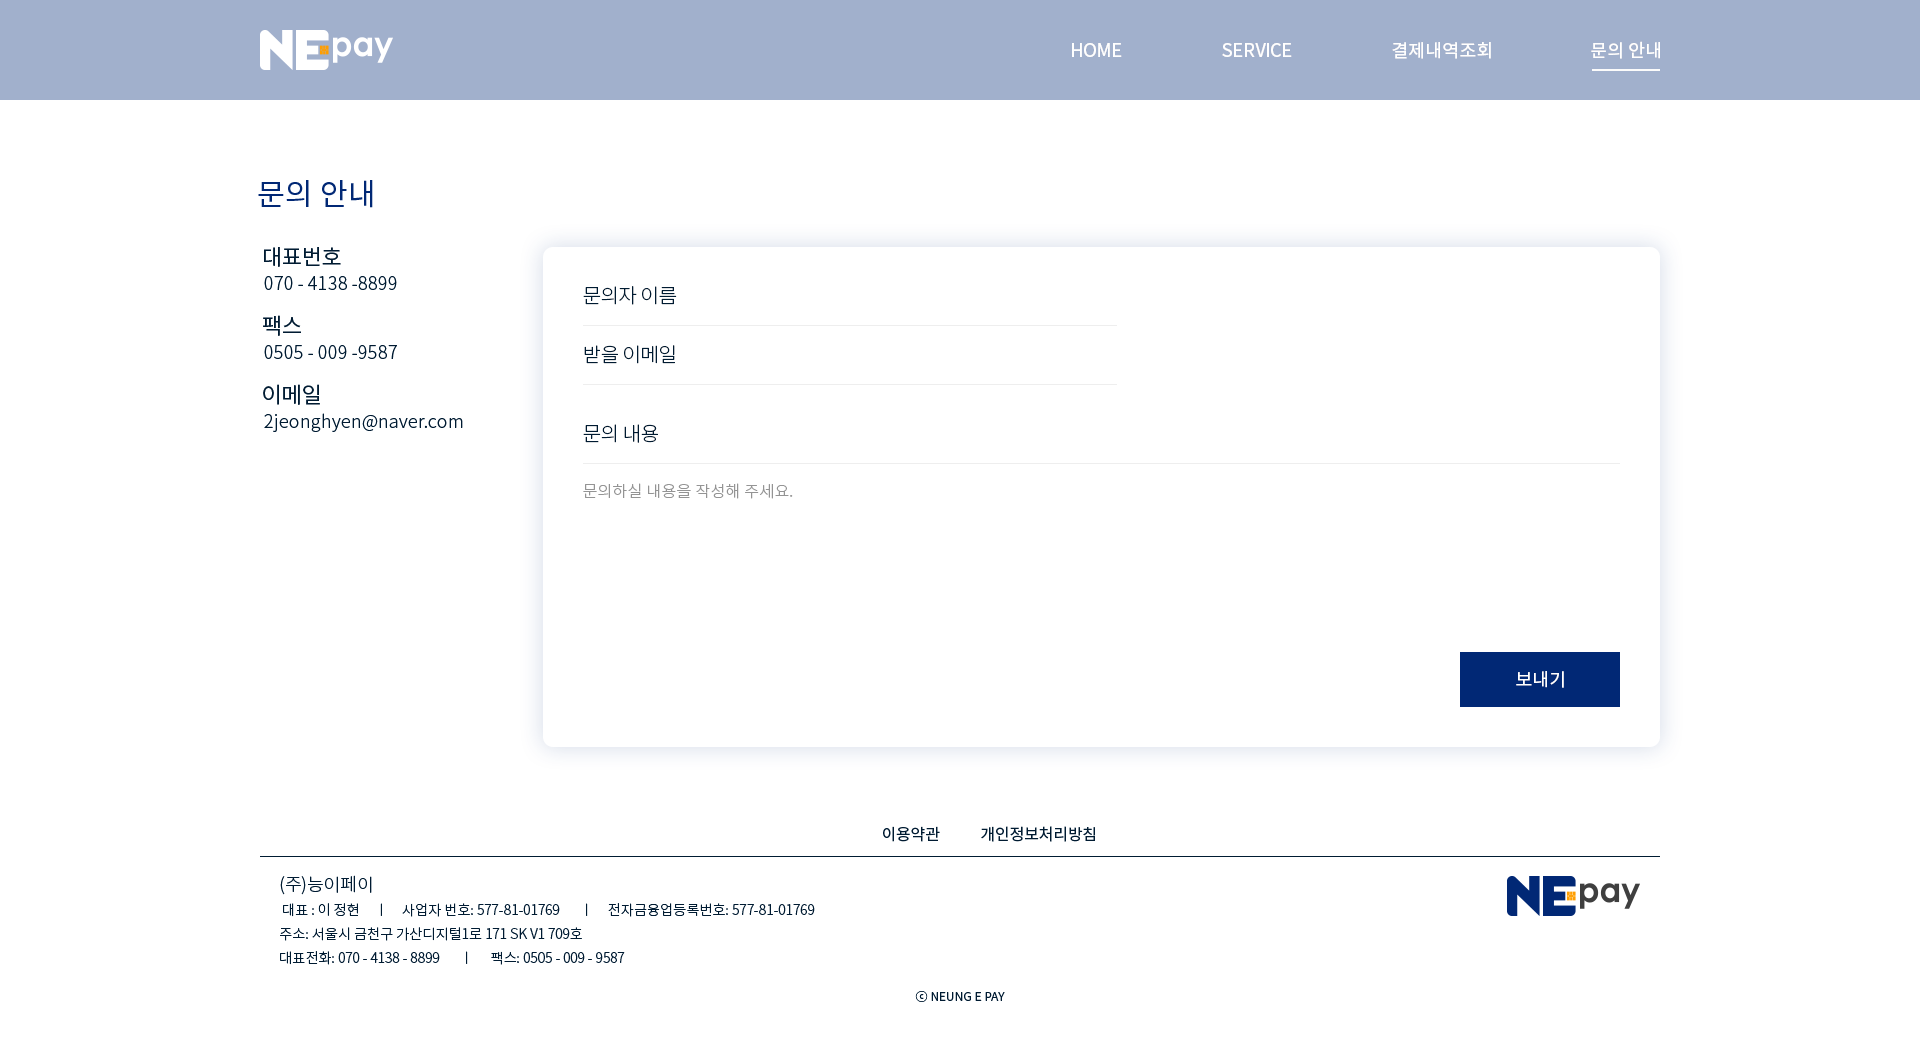 NE pay
HOME SERVICE 결제내역조회 문의 안내
문의 안내
대표번호
070 - 4138 -8899
팩스
0505 - 009 -9587
이메일
2jeonghyen@naver.com
문의자 이름
받을 이메일
문의 내용
문의하실 내용을 작성해 주세요.
보내기
이용약관 개인정보처리방침
(주)능이페이
대표 : 이 정현 ㅣ 사업자 번호: 577-81-01769 ㅣ 전자금융업등록번호: 577-81-01769
주소: 서울시 금천구 가산디지털1로 171 SK V1 709호
대표전화: 070 - 4138 - 8899 ㅣ 팩스: 0505 - 009 - 9587
NE pay
ⓒ NEUNG E PAY